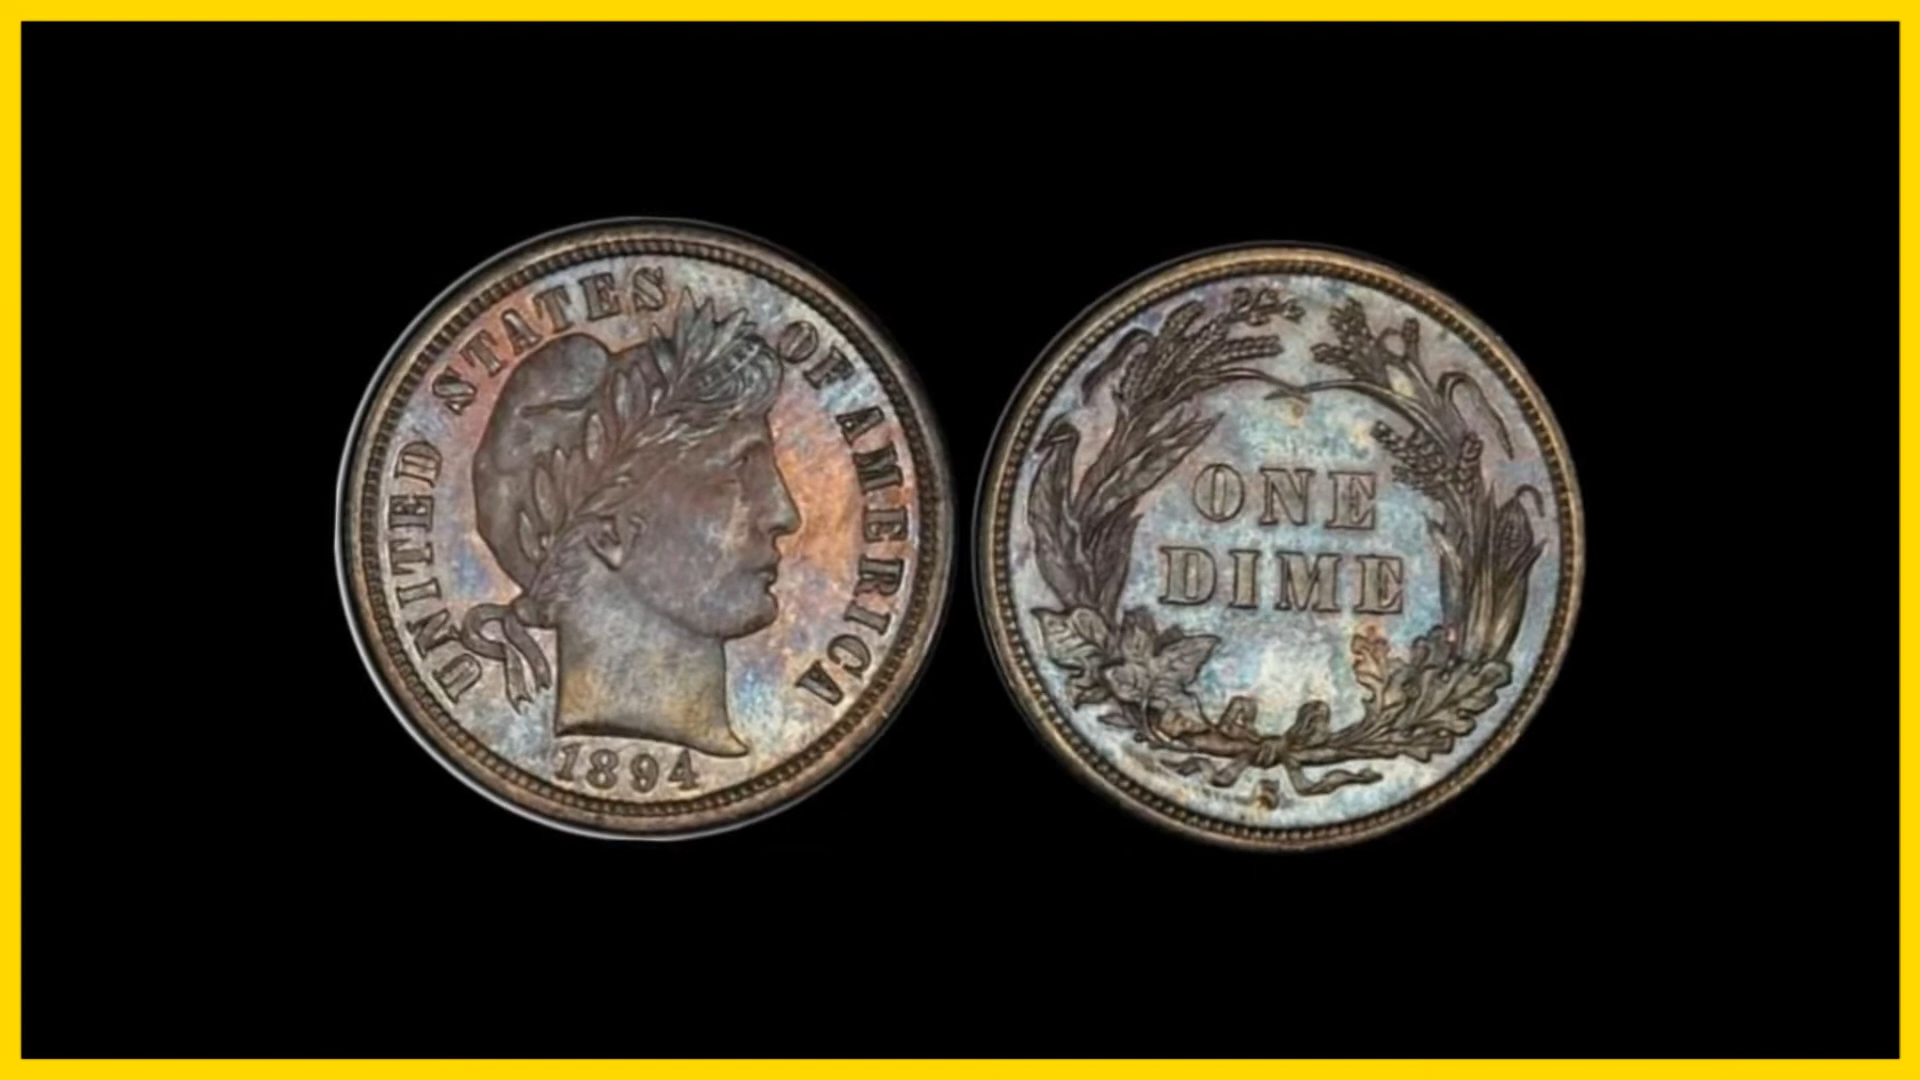 UNITED STATES OF AMERICA
1894
ONE
DIME
S